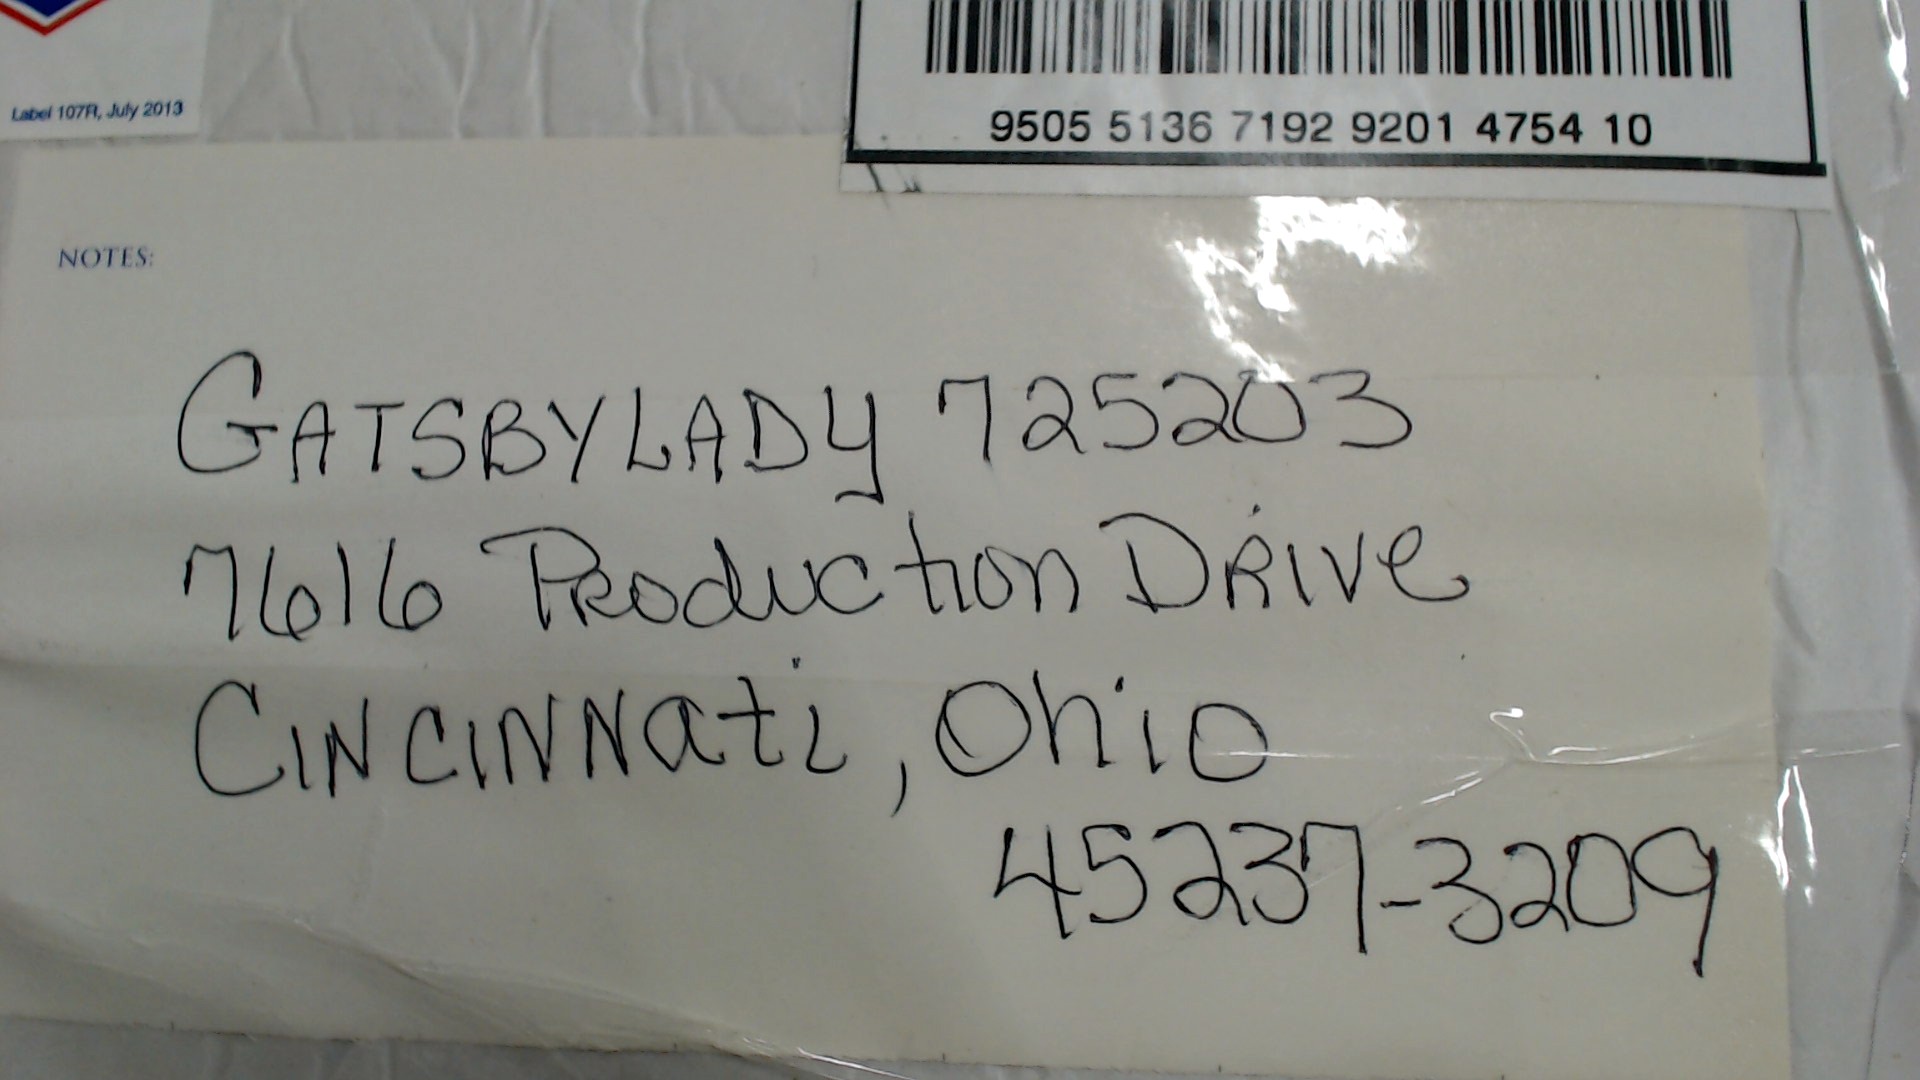 Label 107R, July 2013
9505 5136 7192 9201 4754 10
NOTES:
GATSBYLADY 725203
7616 Production DRIVe
CINCINNati, Ohio
45237-3209